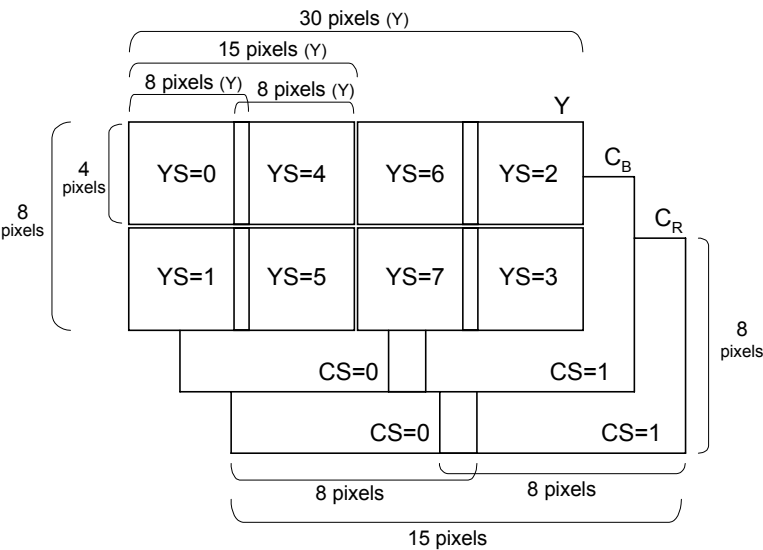 30 pixels (Y)
15 pixels (Y)
8 pixels (Y)
8 pixels (Y)
Y
4
pixels
YS=0
YS=4
YS=6
YS=2
C_B
8
pixels
C_R
YS=1
YS=5
YS=7
YS=3
8
pixels
CS=0
CS=1
CS=0
CS=1
8 pixels
8 pixels
15 pixels